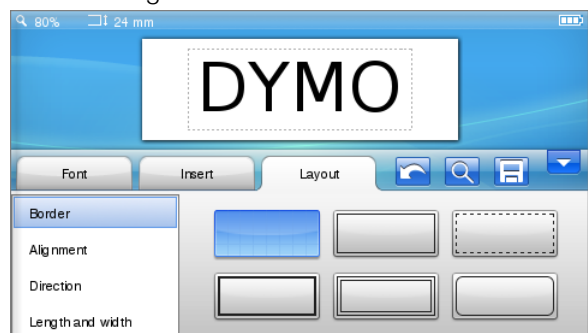 80% 24 mm
DYMO
Font Insert Layout
Border
Alignment
Direction
Length and width